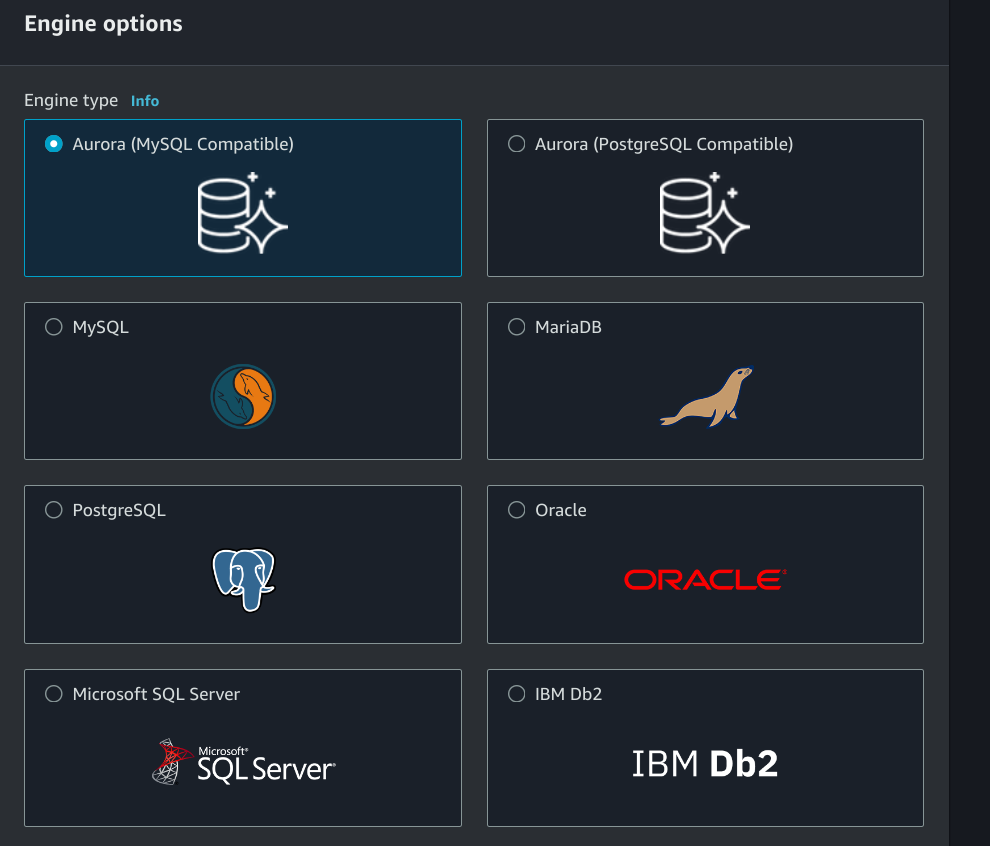 Engine options
Engine type Info
Aurora (MySQL Compatible)
Aurora (PostgreSQL Compatible)
MySQL
MariaDB
PostgreSQL
Oracle
ORACLE®
Microsoft SQL Server
Microsoft®
SQL Server®
IBM Db2
IBM Db2